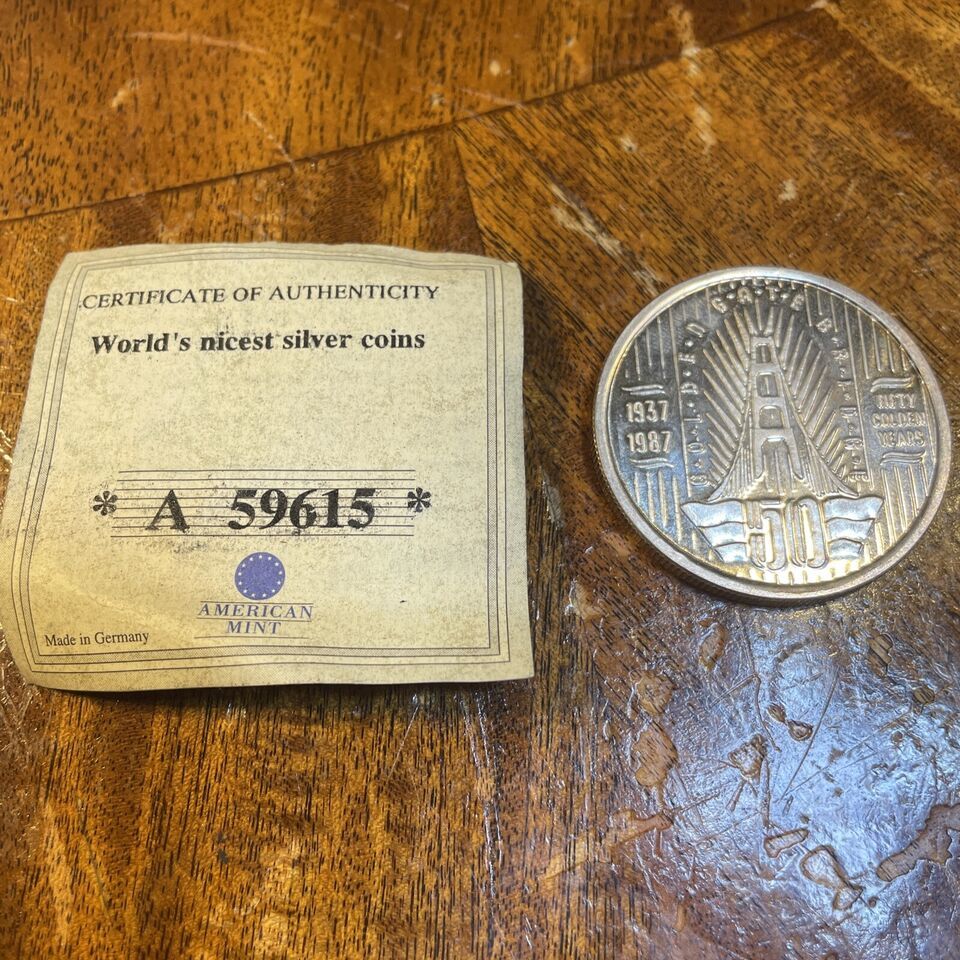 CERTIFICATE OF AUTHENTICITY
World's nicest silver coins
* A 59615 *
AMERICAN
MINT
Made in Germany
GOLDEN GATE BRIDGE
1937
1987
FIFTY
GOLDEN
YEARS
50